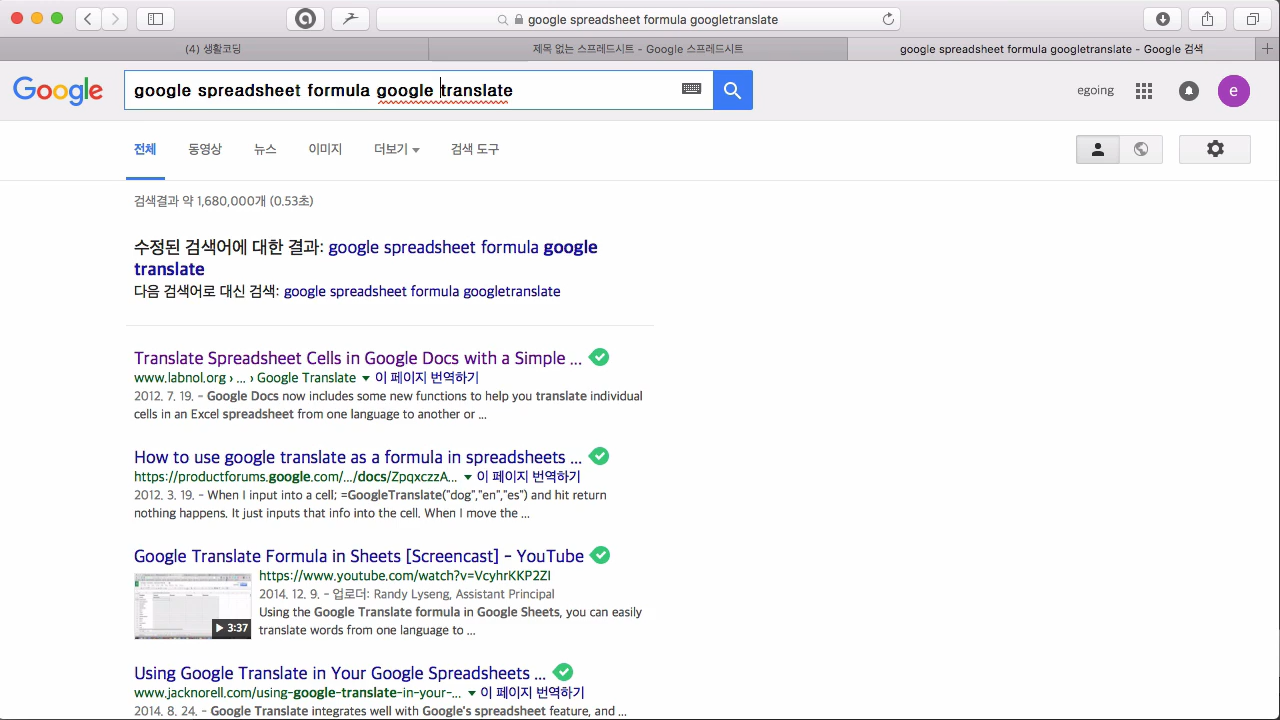 google spreadsheet formula googletranslate
(4) 생활코딩
제목 없는 스프레드시트 - Google 스프레드시트
google spreadsheet formula googletranslate - Google 검색
Google
google spreadsheet formula google translate
egoing
e
전체
동영상
뉴스
이미지
더보기
검색 도구
검색결과 약 1,680,000개 (0.53초)
수정된 검색어에 대한 결과: google spreadsheet formula google
translate
다음 검색어로 대신 검색: google spreadsheet formula googletranslate
Translate Spreadsheet Cells in Google Docs with a Simple ...
www.labnol.org › ... › Google Translate 이 페이지 번역하기
2012. 7. 19. - Google Docs now includes some new functions to help you translate individual
cells in an Excel spreadsheet from one language to another or ...
How to use google translate as a formula in spreadsheets ...
https://productforums.google.com/.../docs/ZpqxczzA... 이 페이지 번역하기
2012. 3. 19. - When I input into a cell; =GoogleTranslate("dog","en","es") and hit return
nothing happens. It just inputs that info into the cell. When I move the ...
Google Translate Formula in Sheets [Screencast] - YouTube
https://www.youtube.com/watch?v=VcyhrKKP2ZI
2014. 12. 9. - 업로더: Randy Lyseng, Assistant Principal
Using the Google Translate formula in Google Sheets, you can easily
translate words from one language to ...
3:37
Using Google Translate in Your Google Spreadsheets ...
www.jacknorell.com/using-google-translate-in-your-... 이 페이지 번역하기
2014. 8. 24. - Google Translate integrates well with Google's spreadsheet feature, and ...